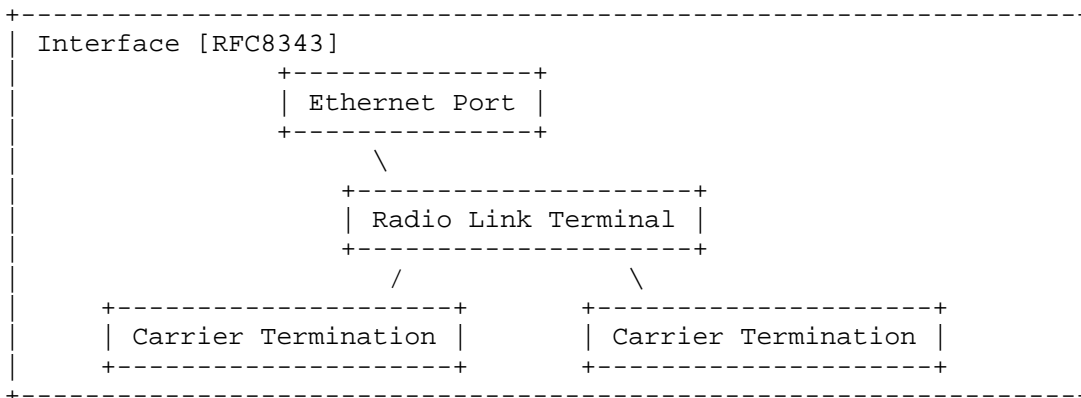 Interface [RFC8343]
Ethernet Port
Radio Link Terminal
Carrier Termination Carrier Termination